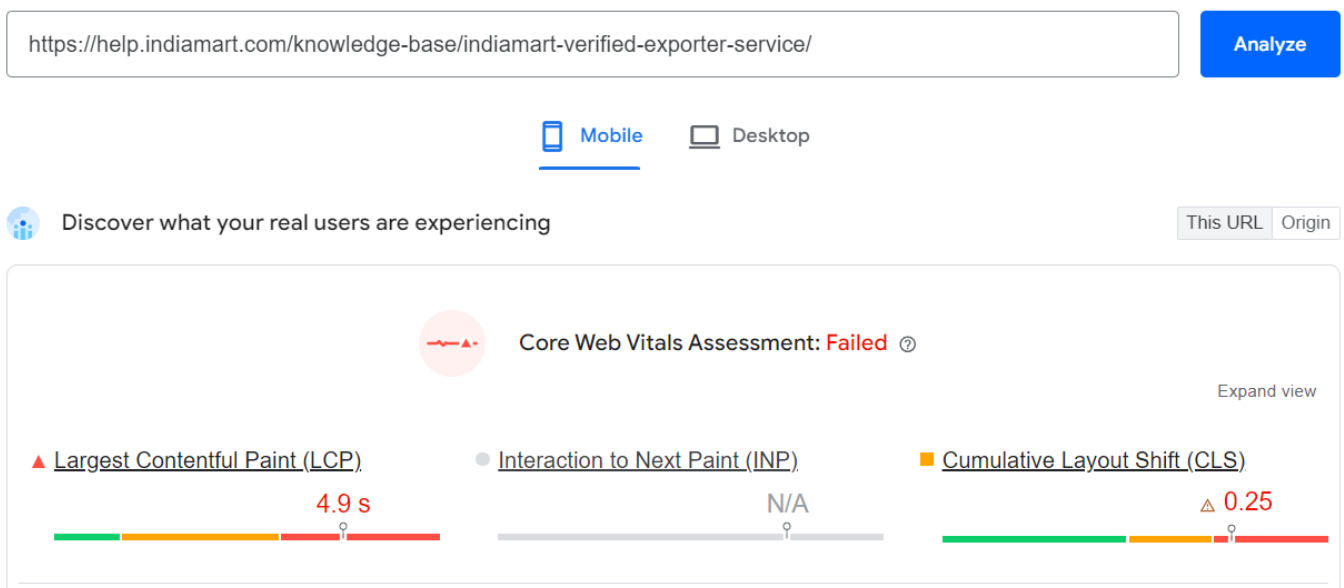 https://help.indiamart.com/knowledge-base/indiamart-verified-exporter-service/
Analyze
Mobile
Desktop
Discover what your real users are experiencing
This URL
Origin
Core Web Vitals Assessment: Failed
Expand view
Largest Contentful Paint (LCP)
Interaction to Next Paint (INP)
Cumulative Layout Shift (CLS)
4.9 s
N/A
0.25